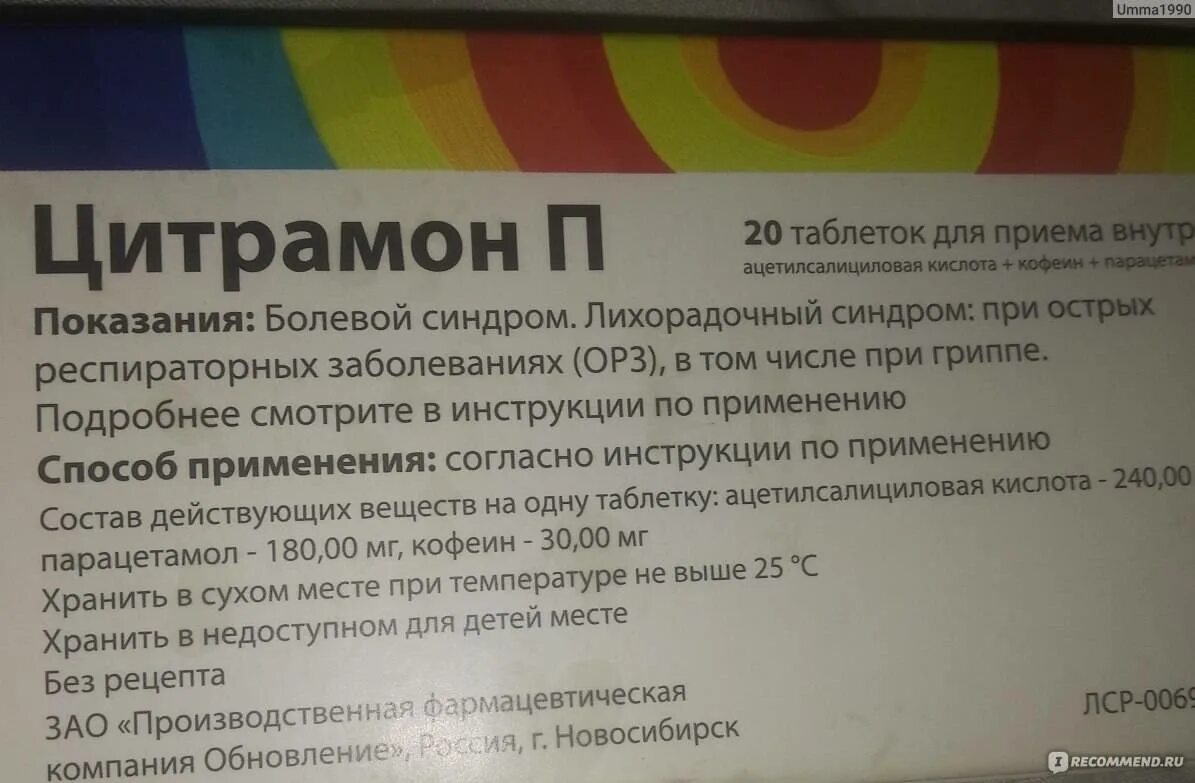 Umma1990
Цитрамон П
20 таблеток для приема внутр
ацетилсалициловая кислота + кофеин + парацетам
Показания: Болевой синдром. Лихорадочный синдром: при острых
респираторных заболеваниях (ОРЗ), в том числе при гриппе.
Подробнее смотрите в инструкции по применению
Способ применения: согласно инструкции по применению
Состав действующих веществ на одну таблетку: ацетилсалициловая кислота - 240,00
парацетамол - 180,00 мг, кофеин - 30,00 мг
Хранить в сухом месте при температуре не выше 25 °С
Хранить в недоступном для детей месте
Без рецепта
ЗАО «Производственная фармацевтическая
компания Обновление», Россия, г. Новосибирск
ЛСР-0069
IRECOMMEND.RU